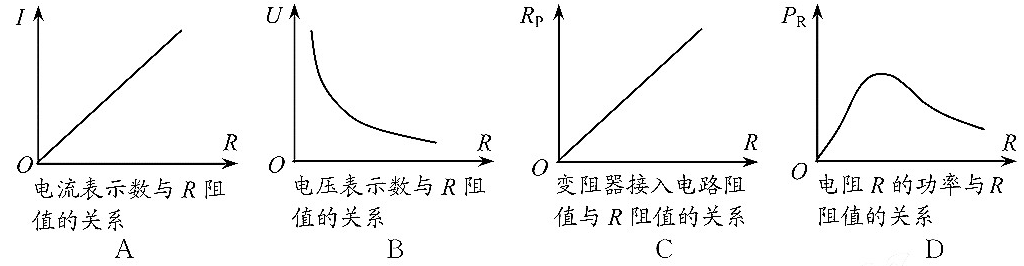 I
U
R_P
P_R
O R
O R
O R
O R
电流表示数与 R 阻
值的关系
A
电压表示数与 R 阻
值的关系
B
变阻器接入电路阻
值与 R 阻值的关系
C
电阻 R 的功率与R
阻值的关系
D